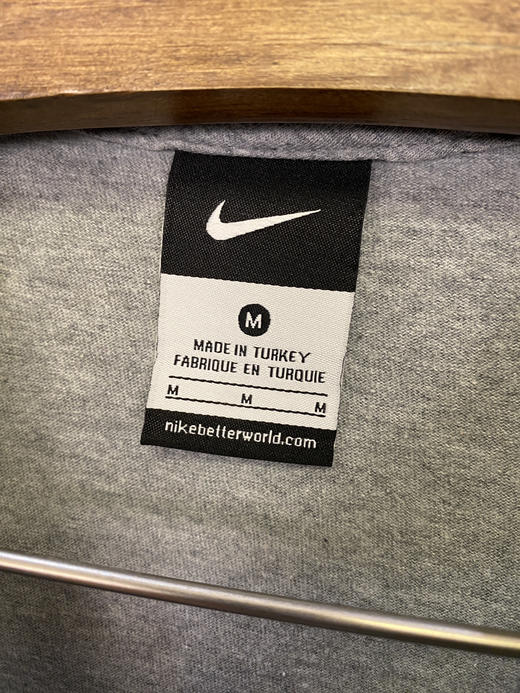 M
MADE IN TURKEY
FABRIQUE EN TURQUIE
M M M
nikebetterworld.com